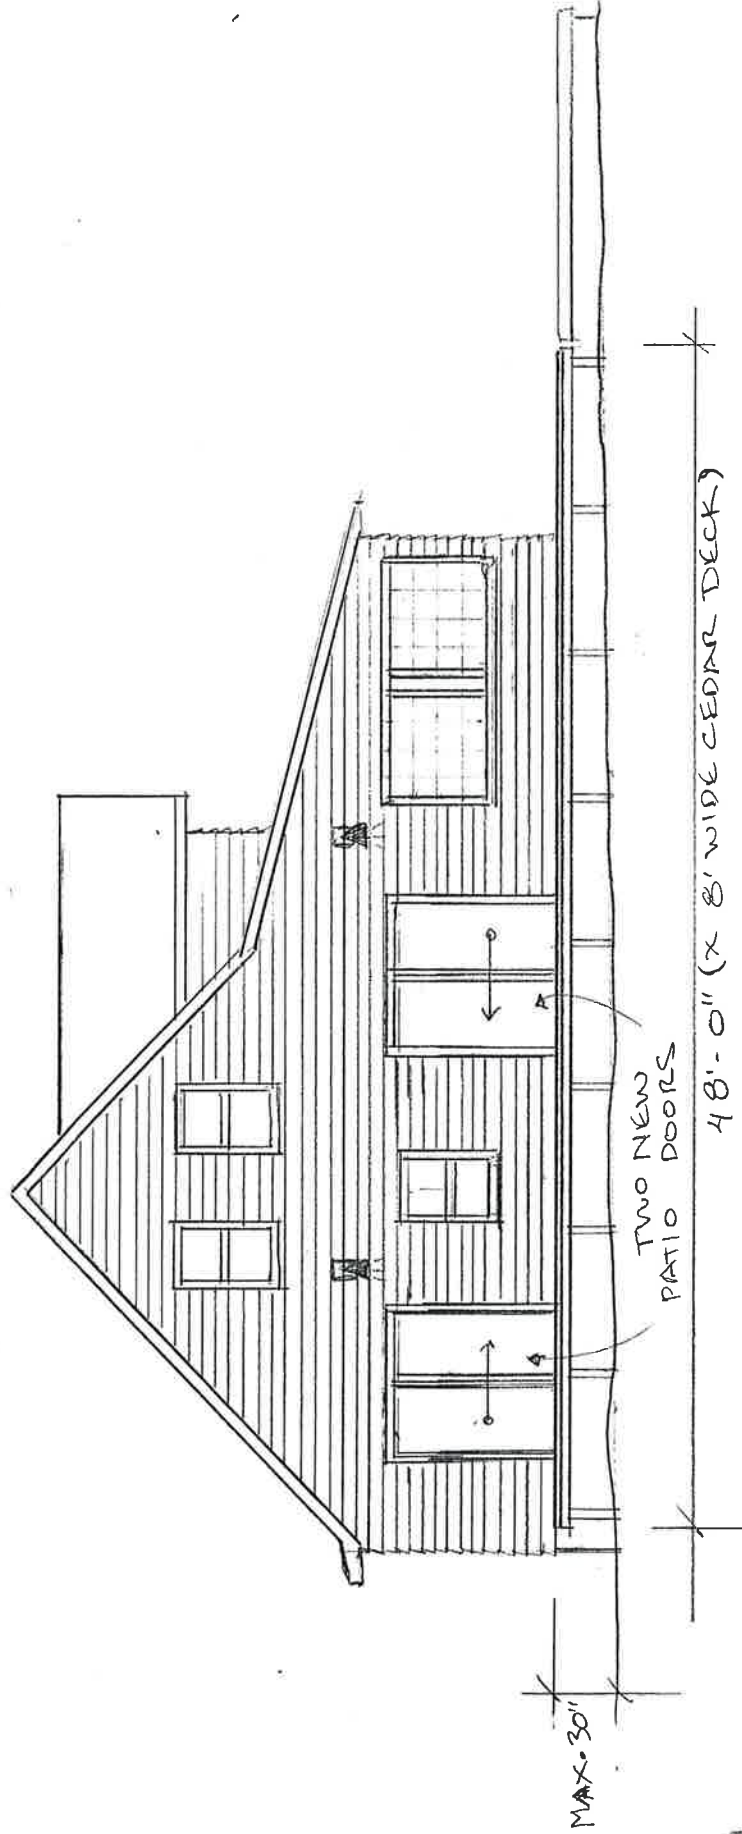 MAX. 30"
TWO NEW
PATIO DOORS
48'-0" (x 8' WIDE CEDAR DECK)